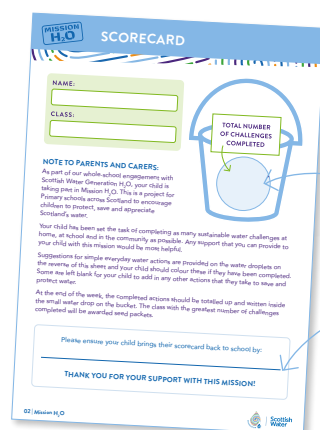 MISSION
H2O
SCORECARD
NAME:
CLASS:
TOTAL NUMBER
OF CHALLENGES
COMPLETED
NOTE TO PARENTS AND CARERS:
As part of our whole-school engagement with
Scottish Water Generation H2O, your child is
taking part in Mission H2O. This is a project for
Primary schools across Scotland to encourage
children to protect, save and appreciate
Scotland's water.
Your child has been set the task of completing as many sustainable water challenges at
home, at school and in the community as possible. Any support that you can provide to
your child with this mission would be more helpful.
Suggestions for simple everyday water actions are provided on the water droplets on
the reverse of this sheet and your child should colour these if they have been completed.
Some are left blank for your child to add in any other actions that they take to save and
protect water.
At the end of the week, the completed actions should be totalled up and written inside
the small water drop on the bucket. The class with the greatest number of challenges
completed will be awarded seed packets.
Please ensure your child brings their scorecard back to school by:
THANK YOU FOR YOUR SUPPORT WITH THIS MISSION!
02 | Mission H2O
Scottish
Water